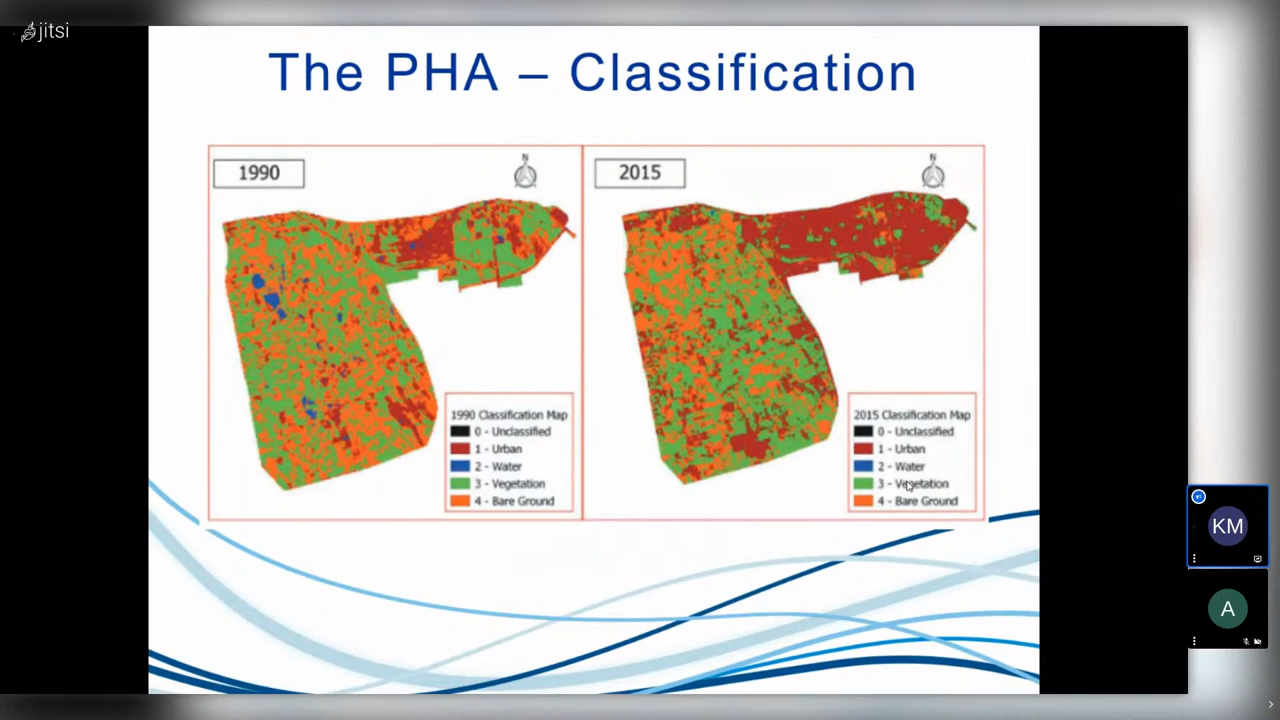 jitsi
The PHA – Classification
1990
N
2015
N
1990 Classification Map
0 - Unclassified
1 - Urban
2 - Water
3 - Vegetation
4 - Bare Ground
2015 Classification Map
0 - Unclassified
1 - Urban
2 - Water
3 - Vegetation
4 - Bare Ground
KM
A